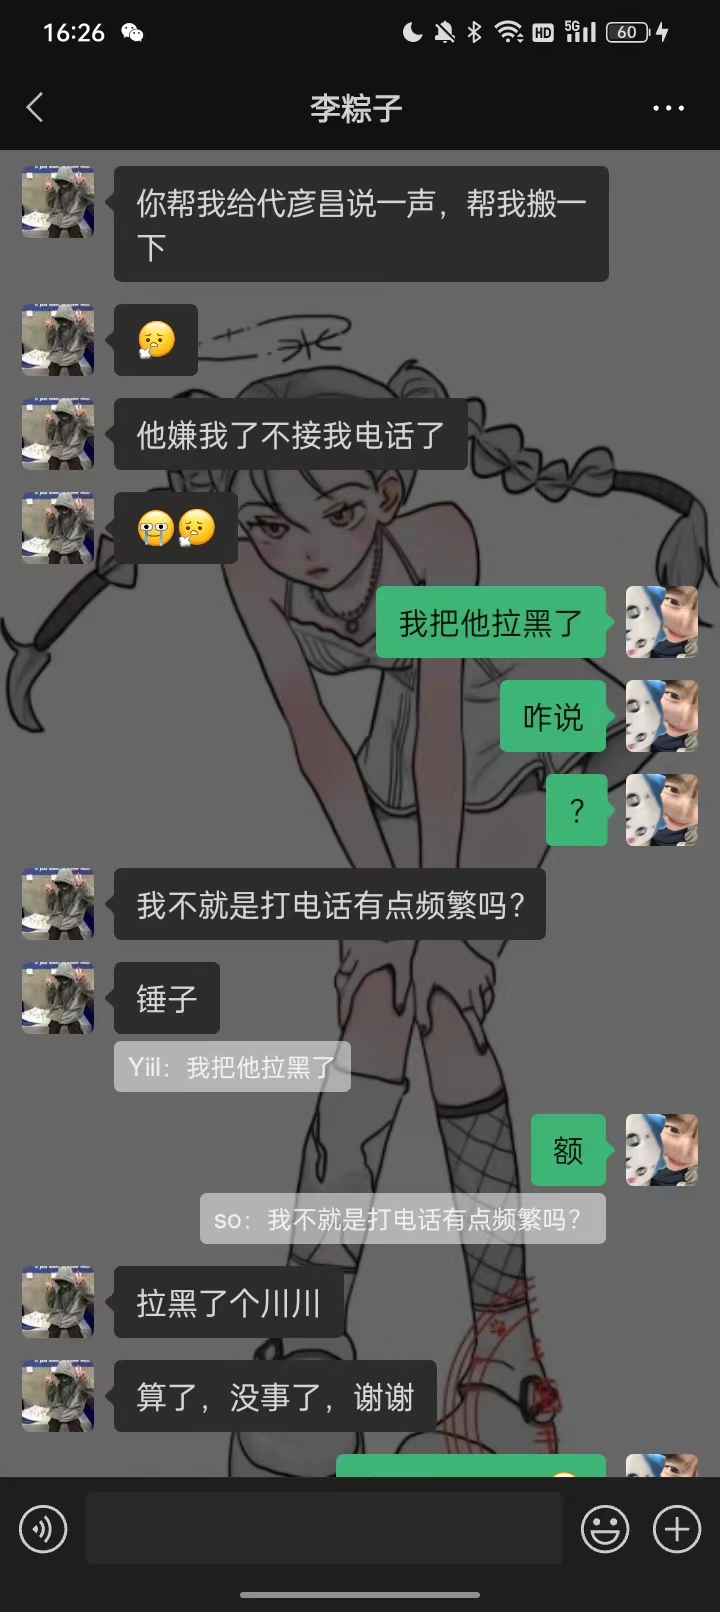 16:26
HD
5G
60
李粽子
你帮我给代彦昌说一声，帮我搬一
下
他嫌我了不接我电话了
我把他拉黑了
咋说
？
我不就是打电话有点频繁吗？
锤子
Yiil：我把他拉黑了
额
so：我不就是打电话有点频繁吗？
拉黑了个川川
算了，没事了，谢谢